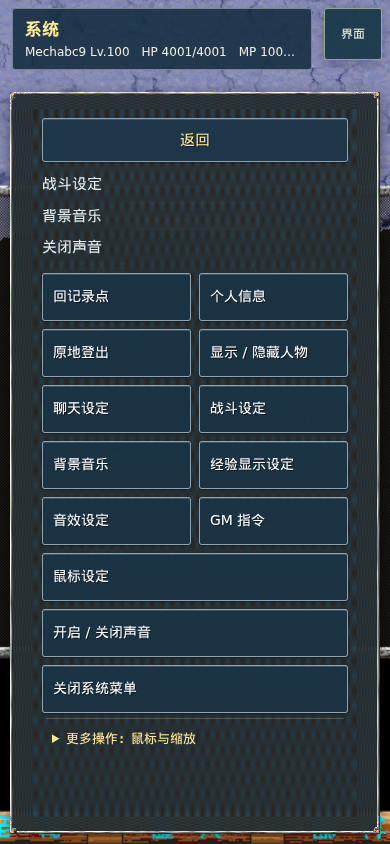 系统
Mechabc9 Lv.100 HP 4001/4001 MP 100...
界面
返回
战斗设定
背景音乐
关闭声音
回记录点 个人信息
原地登出 显示 / 隐藏人物
聊天设定 战斗设定
背景音乐 经验显示设定
音效设定 GM 指令
鼠标设定
开启 / 关闭声音
关闭系统菜单
▶ 更多操作：鼠标与缩放